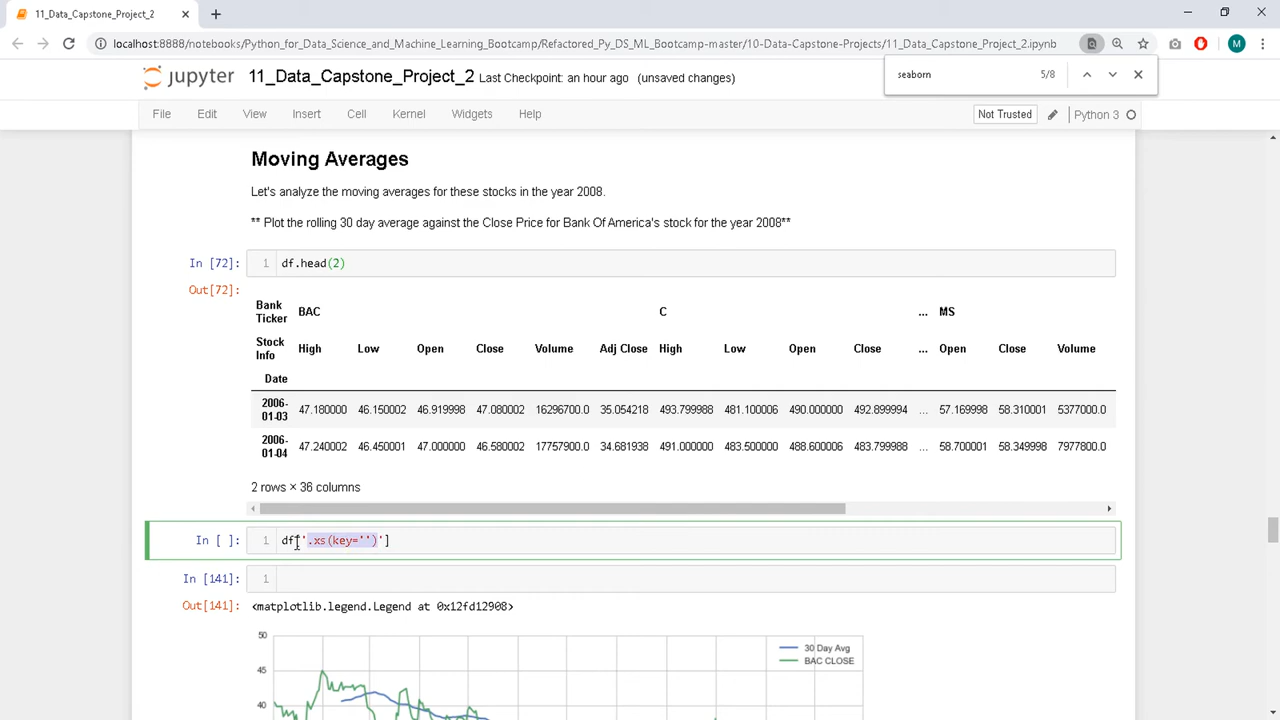 11_Data_Capstone_Project_2
localhost:8888/notebooks/Python_for_Data_Science_and_Machine_Learning_Bootcamp/Refactored_Py_DS_ML_Bootcamp-master/10-Data-Capstone-Projects/11_Data_Capstone_Project_2.ipynb
M
seaborn 5/8
jupyter 11_Data_Capstone_Project_2 Last Checkpoint: an hour ago (unsaved changes)
File Edit View Insert Cell Kernel Widgets Help Not Trusted Python 3
Moving Averages
Let's analyze the moving averages for these stocks in the year 2008.
** Plot the rolling 30 day average against the Close Price for Bank Of America's stock for the year 2008**
In [72]: 1 df.head(2)
Out[72]:
Bank Ticker BAC C ... MS
Stock Info High Low Open Close Volume Adj Close High Low Open Close ... Open Close Volume
Date
2006-01-03 47.180000 46.150002 46.919998 47.080002 16296700.0 35.054218 493.799988 481.100006 490.000000 492.899994 ... 57.169998 58.310001 5377000.0
2006-01-04 47.240002 46.450001 47.000000 46.580002 17757900.0 34.681938 491.000000 483.500000 488.600006 483.799988 ... 58.700001 58.349998 7977800.0
2 rows × 36 columns
In [ ]: 1 df['.xs(key='')']
In [141]: 1
Out[141]: <matplotlib.legend.Legend at 0x12fd12908>
50
30 Day Avg
BAC CLOSE
45
40